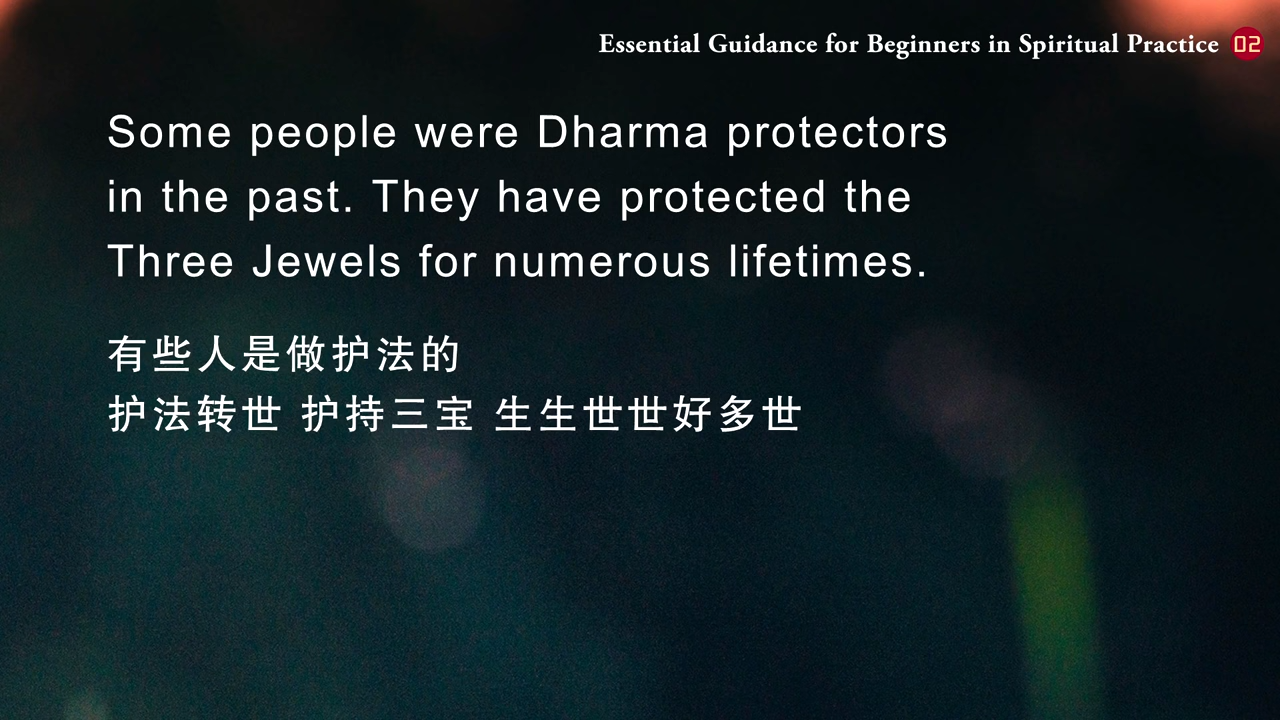 Essential Guidance for Beginners in Spiritual Practice 02
Some people were Dharma protectors
in the past. They have protected the
Three Jewels for numerous lifetimes.
有些人是做护法的
护法转世 护持三宝 生生世世好多世